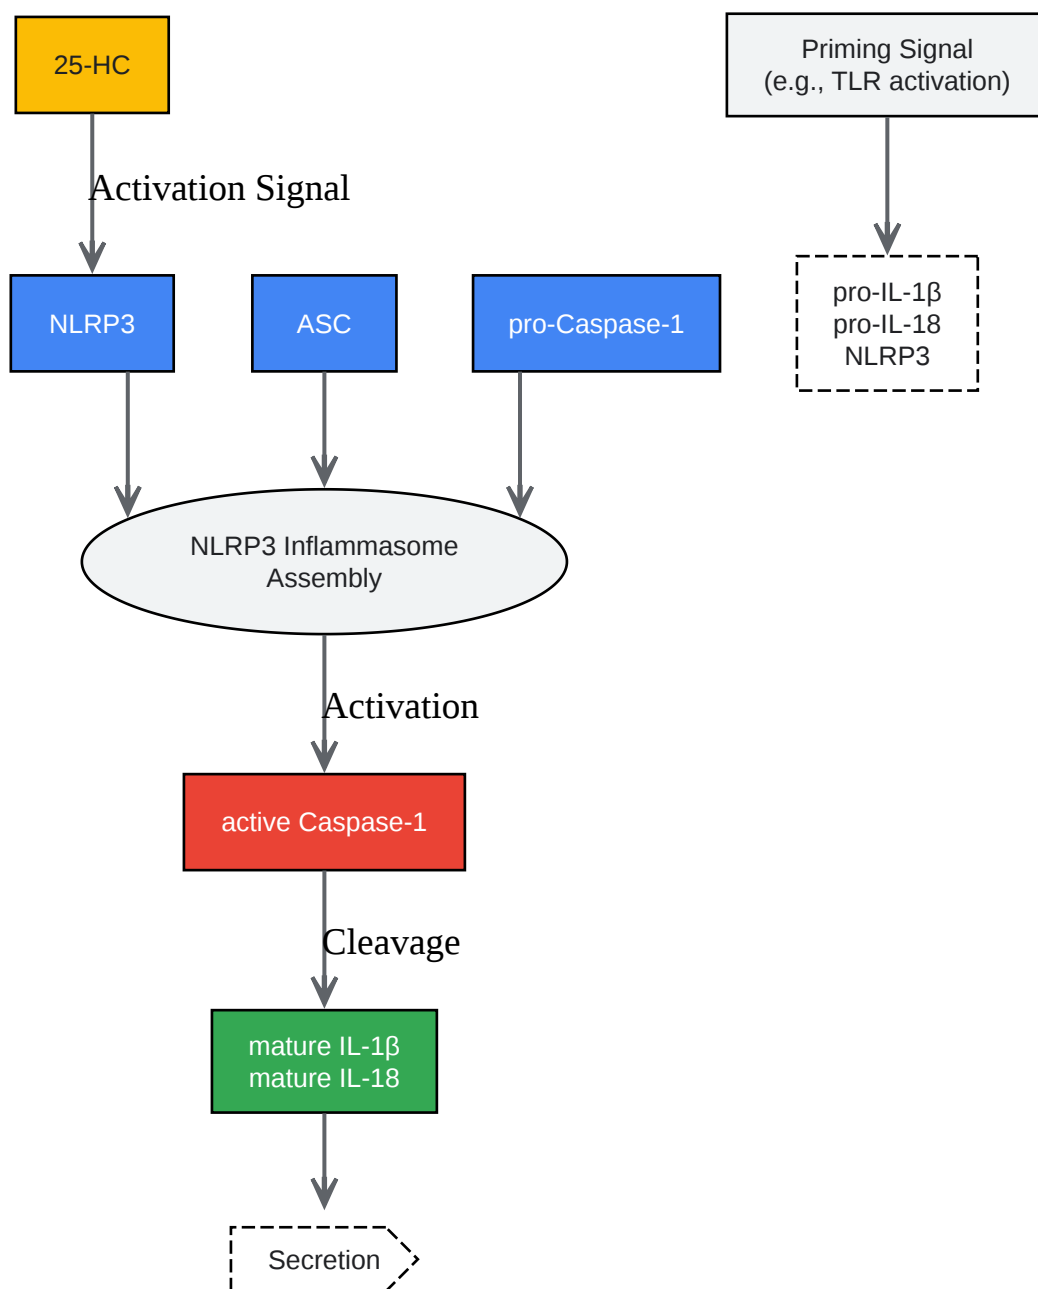 25-HC
Priming Signal
(e.g., TLR activation)
Activation Signal
NLRP3
ASC
pro-Caspase-1
pro-IL-1β
pro-IL-18
NLRP3
NLRP3 Inflammasome
Assembly
Activation
active Caspase-1
Cleavage
mature IL-1β
mature IL-18
Secretion